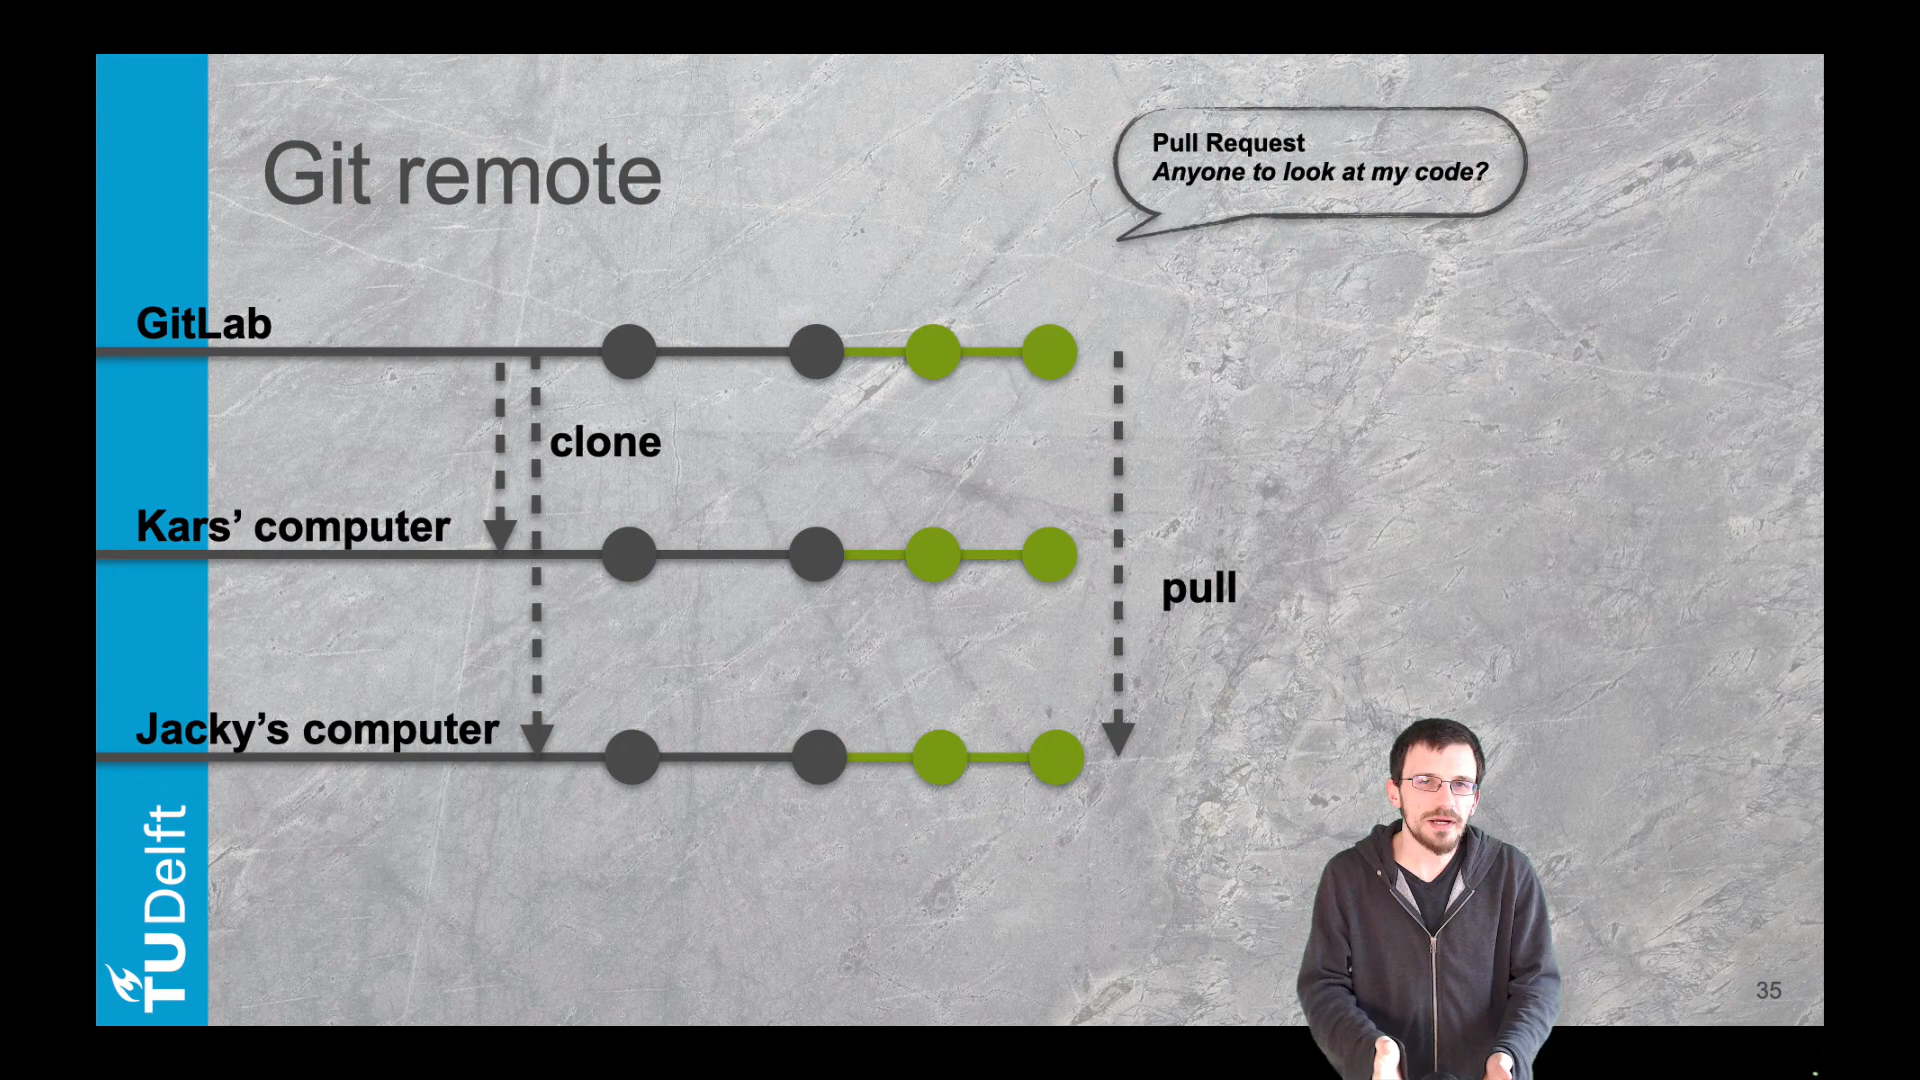 Git remote
Pull Request
Anyone to look at my code?
GitLab
clone
Kars’ computer
pull
Jacky’s computer
TUDelft
35